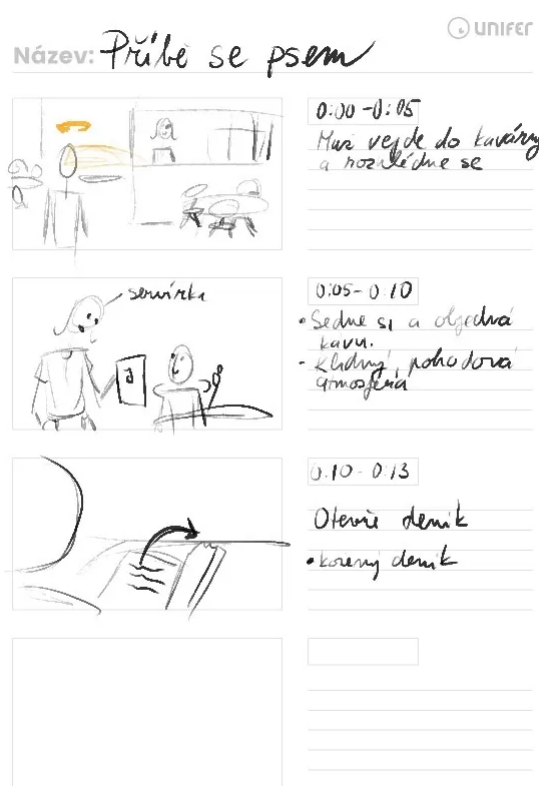 UNIFER
Název: Příbě se psem
0:00 - 0:05
Muž vejde do kavárny
a rozhlédne se
servírka
0:05 - 0:10
• Sedne si a objedná
kávu.
- Klidný, pohodová
atmosféra
0:10 - 0:13
Otevře deník
• kožený deník